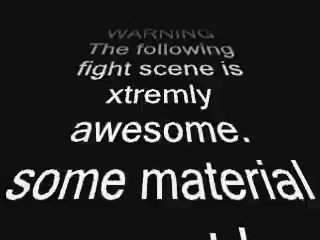 WARNING
The following
fight scene is
xtremly
awesome.
some material